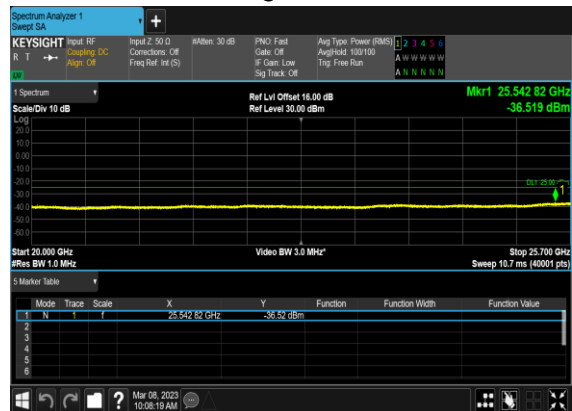 Spectrum Analyzer 1
Swept SA
KEYSIGHT Input: RF Input Z: 50 Ω #Atten: 30 dB PNO: Fast Avg Type: Power (RMS) 1 2 3 4 5 6
R T Coupling: DC Corrections: Off Gate: Off Avg|Hold: 100/100 A W W W W W
Align: Off Freq Ref: Int (S) IF Gain: Low Trig: Free Run
Sig Track: Off A N N N N N
1 Spectrum
Scale/Div 10 dB
Ref Lvl Offset 16.00 dB
Ref Level 30.00 dBm
Mkr1 25.542 82 GHz
-36.519 dBm
Log
20.0
10.0
0.00
-10.0
-20.0
DL1 -25.00
-30.0
1
-40.0
-50.0
-60.0
Start 20.000 GHz Video BW 3.0 MHz* Stop 25.700 GHz
#Res BW 1.0 MHz Sweep 10.7 ms (40001 pts)
5 Marker Table
Mode Trace Scale X Y Function Function Width Function Value
1 N 1 f 25.542 82 GHz -36.52 dBm
2
3
4
5
6
? Mar 08, 2023
10:08:19 AM